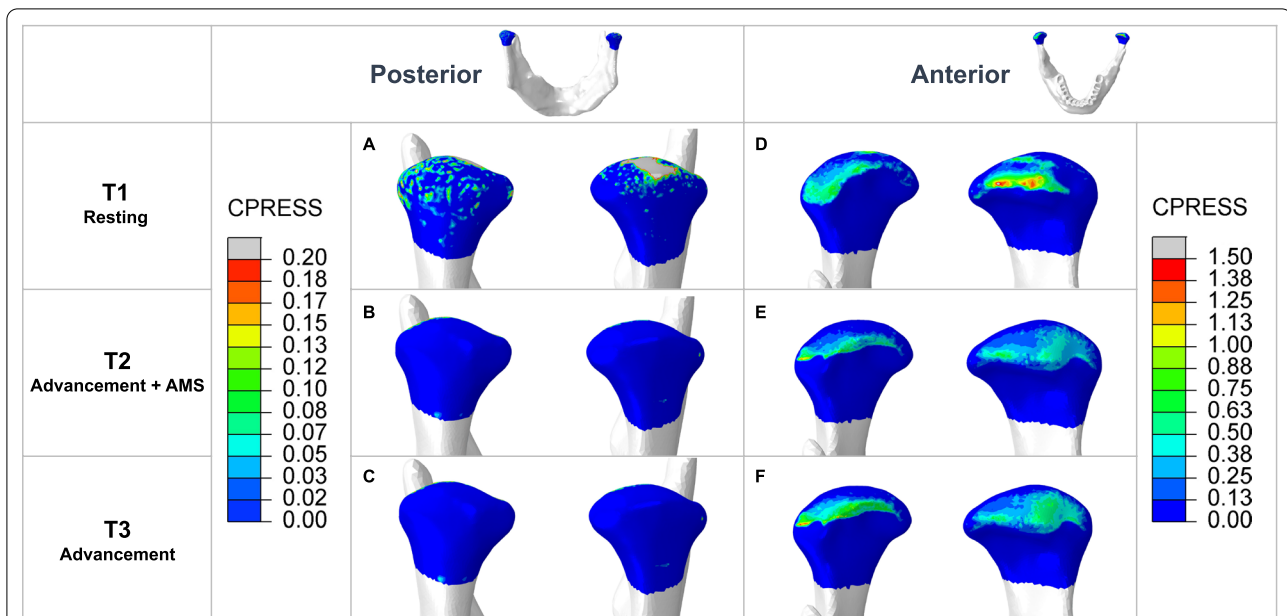 Posterior
Anterior
T1
Resting
CPRESS
0.20
0.18
0.17
0.15
0.13
0.12
0.10
0.08
0.07
0.05
0.03
0.02
0.00
A
D
CPRESS
1.50
1.38
1.25
1.13
1.00
0.88
0.75
0.63
0.50
0.38
0.25
0.13
0.00
T2
Advancement + AMS
B
E
T3
Advancement
C
F